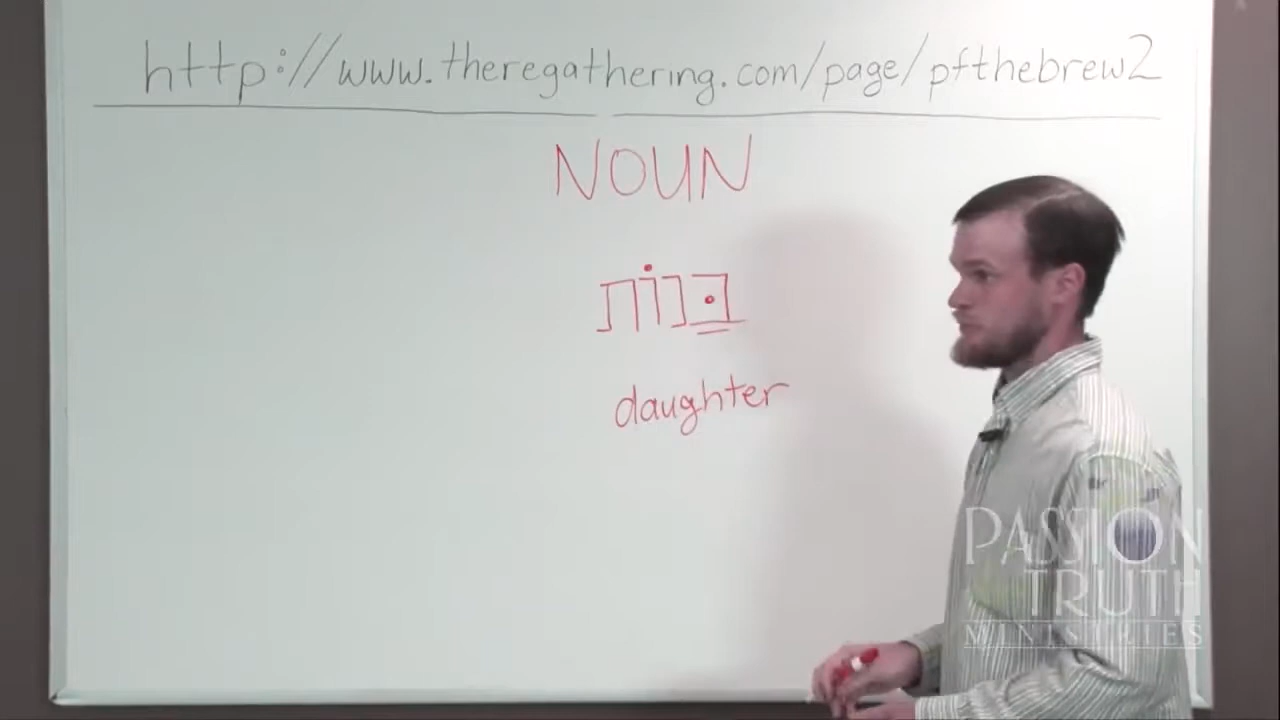 http://www.theregathering.com/page/pfthebrew2
NOUN
בַּנוֹת
daughter
PASSION
TRUTH
MINISTRIES